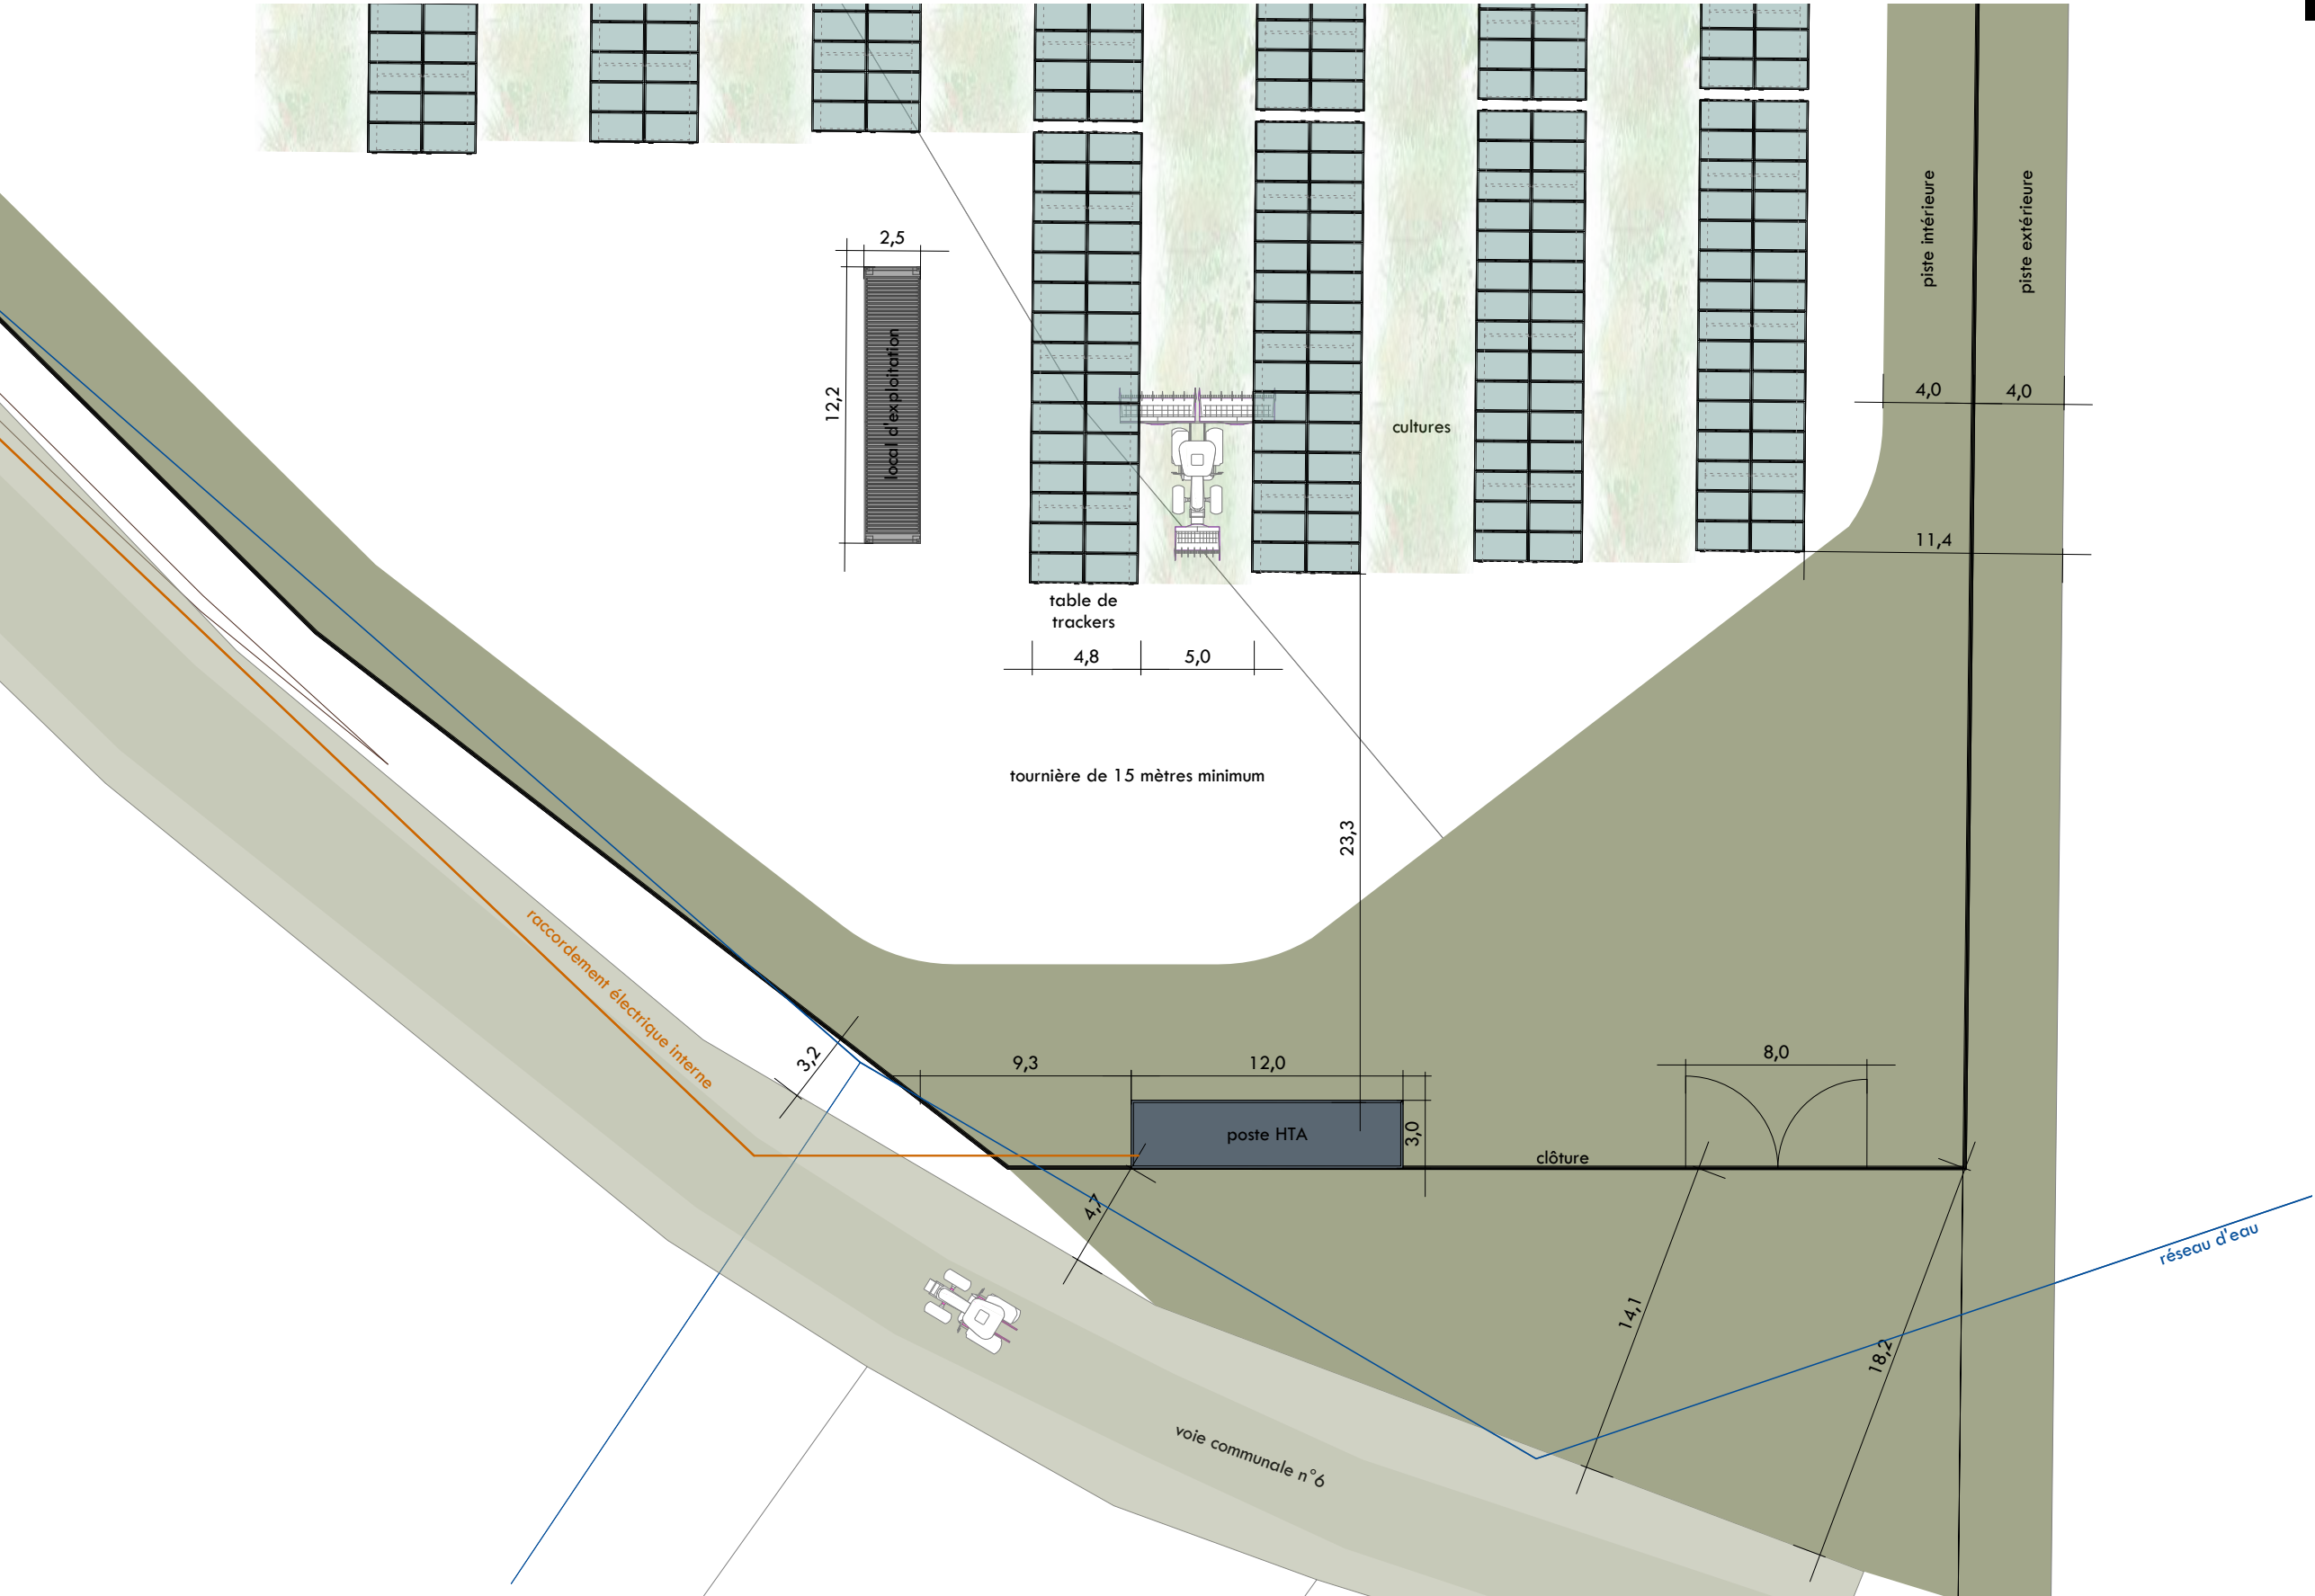 piste intérieure
piste extérieure
2,5
local d'exploitation
12,2
4,0
4,0
cultures
11,4
table de
trackers
4,8
5,0
tournière de 15 mètres minimum
23,3
raccordement électrique interne
3,2
9,3
12,0
8,0
poste HTA
3,0
clôture
4,7
réseau d'eau
14,1
18,2
voie communale n°6